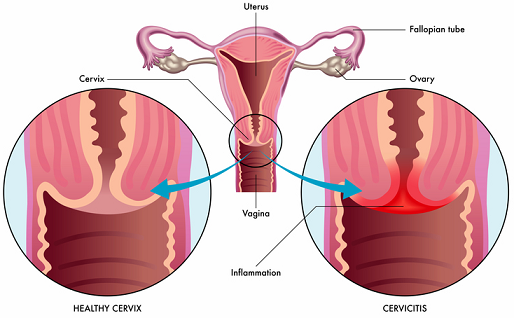 Uterus
Fallopian tube
Cervix
Ovary
Vagina
Inflammation
HEALTHY CERVIX
CERVICITIS